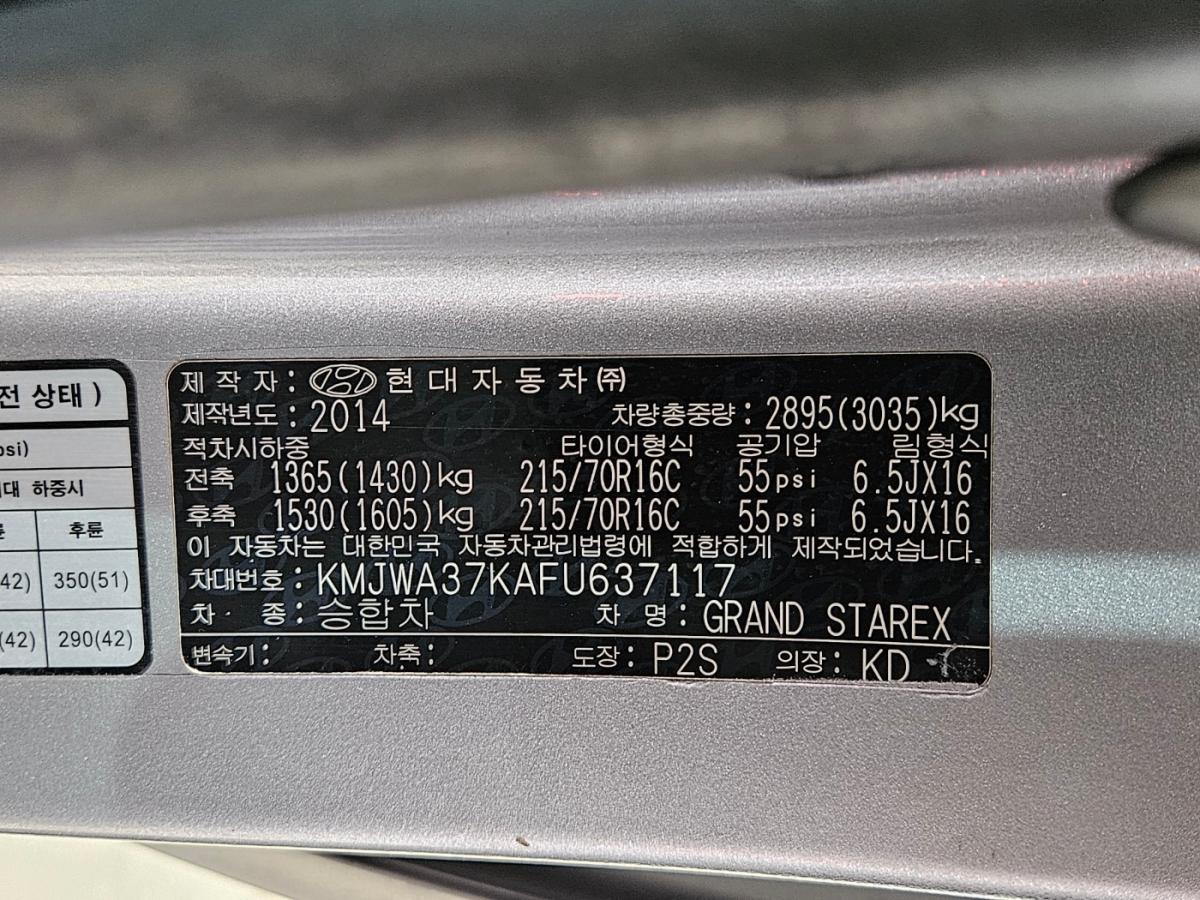 전 상태 )
psi)
대 하중시
륜 후륜
42) 350(51)
(42) 290(42)
제 작 자 : 현 대 자 동 차 ㈜
제작년도 : 2014 차량총중량 : 2895(3035)kg
적차시하중 타이어형식 공기압 림형식
전축 1365(1430)kg 215/70R16C 55psi 6.5JX16
후축 1530(1605)kg 215/70R16C 55psi 6.5JX16
이 자동차는 대한민국 자동차관리법령에 적합하게 제작되었습니다.
차대번호 : KMJWA37KAFU637117
차 종 : 승합차 차 명 : GRAND STAREX
변속기 : 차축 : 도장 : P2S 의장 : KD